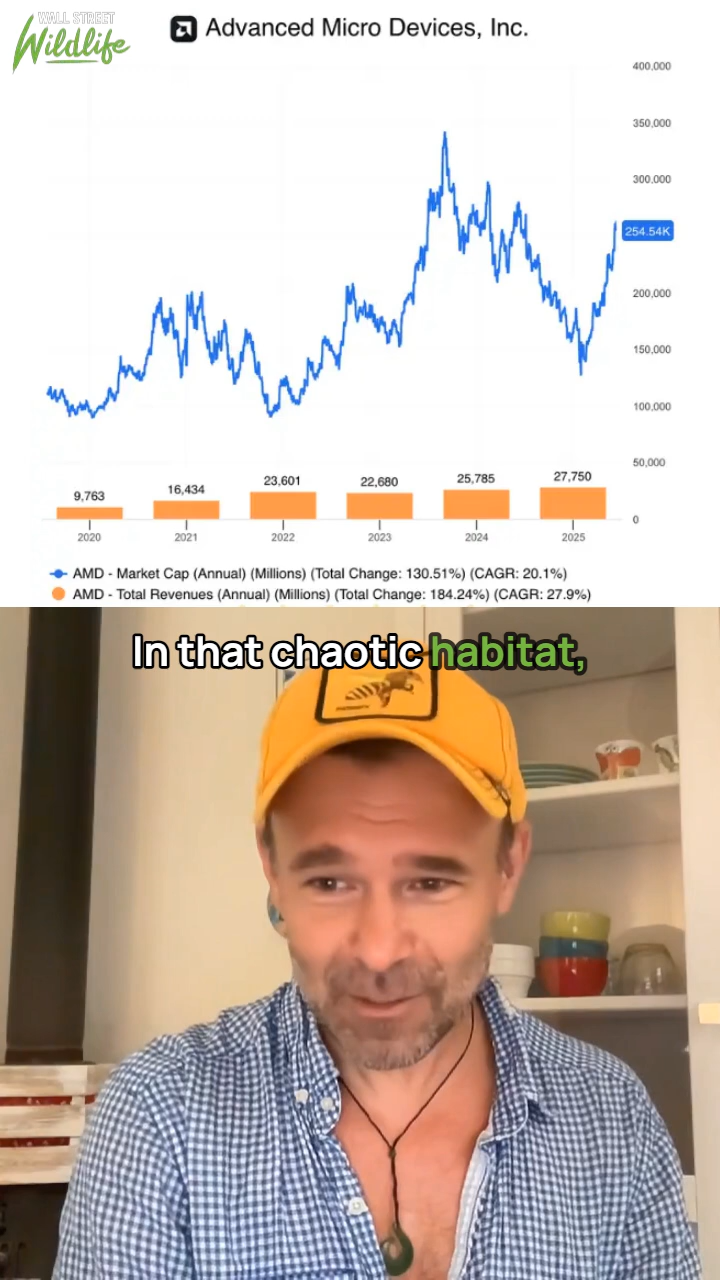 WALL STREET
Wildlife
Advanced Micro Devices, Inc.
400,000
350,000
300,000
254.54K
200,000
150,000
100,000
50,000
0
9,763
16,434
23,601
22,680
25,785
27,750
2020
2021
2022
2023
2024
2025
AMD - Market Cap (Annual) (Millions) (Total Change: 130.51%) (CAGR: 20.1%)
AMD - Total Revenues (Annual) (Millions) (Total Change: 184.24%) (CAGR: 27.9%)
In that chaotic habitat,